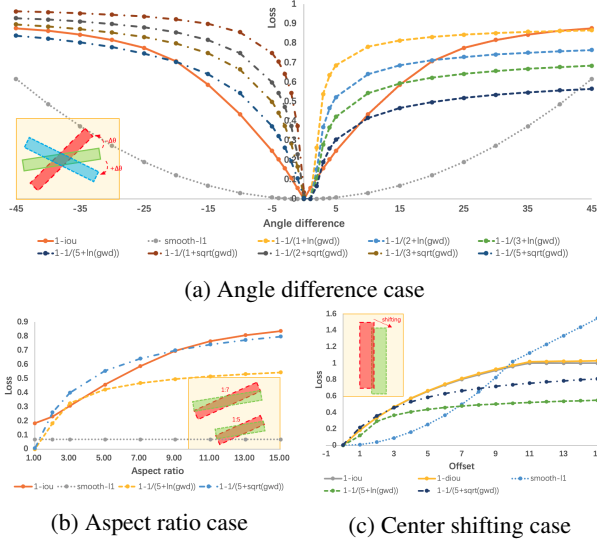 Loss
1
0.9
0.8
0.7
0.6
0.5
0.4
0.3
0.2
0.1
0
-Δθ
+Δθ
-45 -35 -25 -15 -5 5 15 25 35 45
Angle difference
1-iou smooth-l1 1-1/(1+ln(gwd)) 1-1/(2+ln(gwd)) 1-1/(3+ln(gwd))
1-1/(5+ln(gwd)) 1-1/(1+sqrt(gwd)) 1-1/(2+sqrt(gwd)) 1-1/(3+sqrt(gwd)) 1-1/(5+sqrt(gwd))
(a) Angle difference case
Loss
0.9
0.8
0.7
0.6
0.5
0.4
0.3
0.2
0.1
0
1:7
1:5
1.00 3.00 5.00 7.00 9.00 11.00 13.00 15.00
Aspect ratio
1-iou smooth-l1
1-1/(5+ln(gwd)) 1-1/(5+sqrt(gwd))
(b) Aspect ratio case
Loss
1.6
1.4
1.2
1
0.8
0.6
0.4
0.2
0
shifting
-1 1 3 5 7 9 11 13
Offset
1-iou 1-diou smooth-l1
1-1/(5+ln(gwd)) 1-1/(5+sqrt(gwd))
(c) Center shifting case